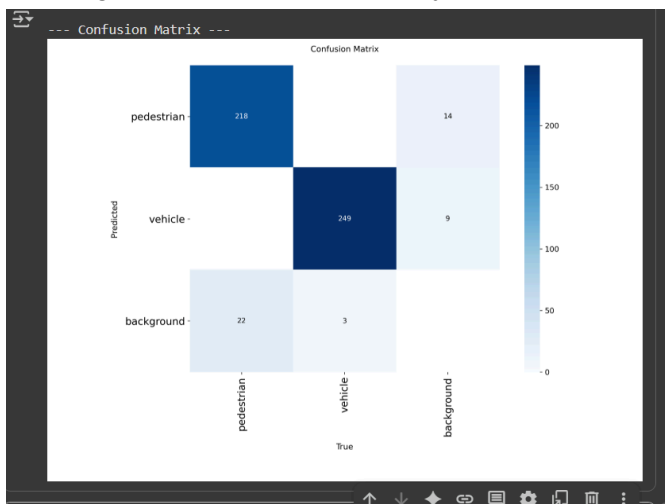 --- Confusion Matrix ---
Confusion Matrix
pedestrian
218
14
200
150
Predicted
vehicle
249
9
100
50
background
22
3
0
pedestrian
vehicle
background
True